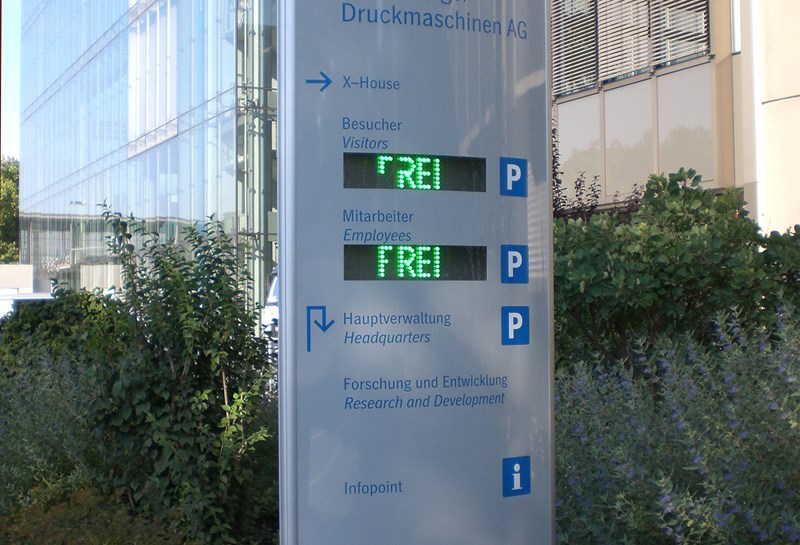 Druckmaschinen AG
X–House
Besucher
Visitors
FREI
P
Mitarbeiter
Employees
FREI
P
Hauptverwaltung
P
Headquarters
Forschung und Entwicklung
Research and Development
Infopoint
i